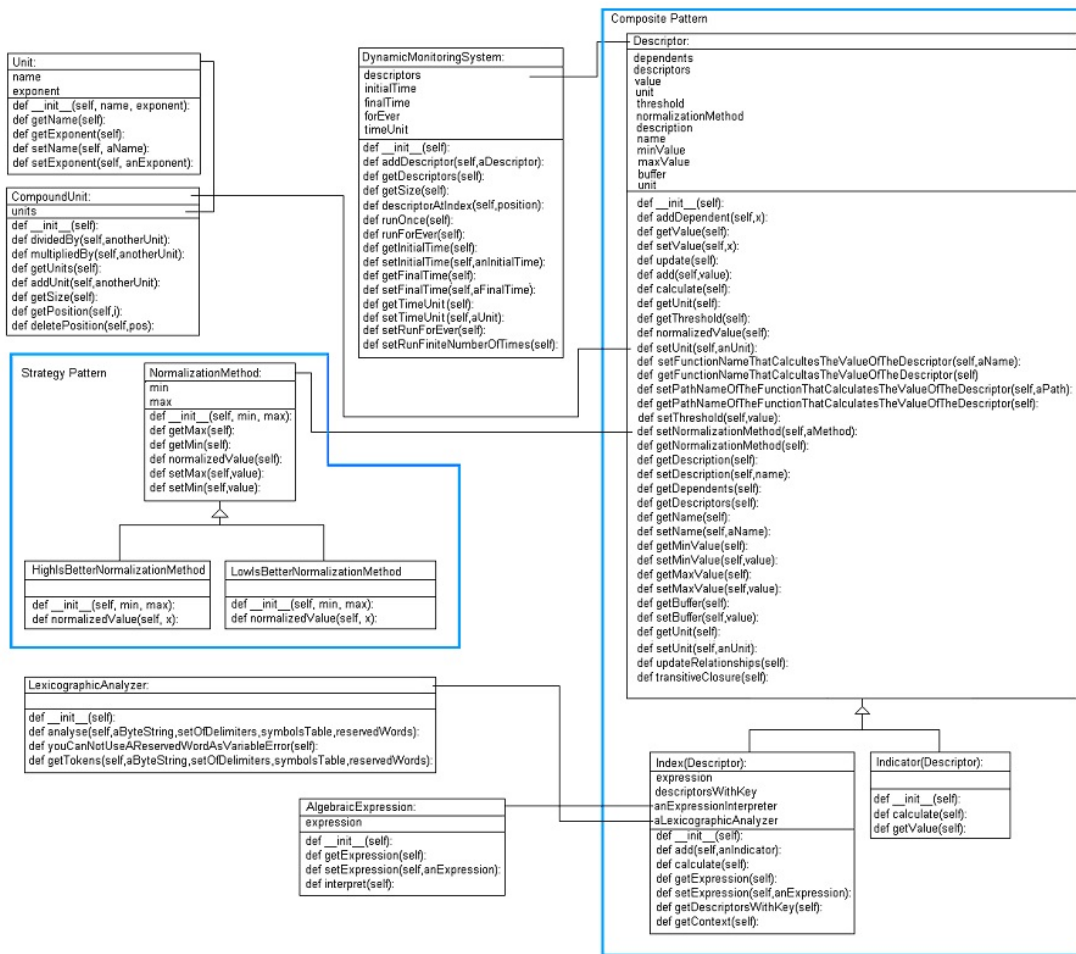 Composite Pattern
Unit:
name
exponent
def __init__(self, name, exponent):
def getName(self):
def getExponent(self):
def setName(self, aName):
def setExponent(self, anExponent):
CompoundUnit:
units
def __init__(self):
def dividedBy(self,anotherUnit):
def multipliedBy(self,anotherUnit):
def getUnits(self):
def addUnit(self,anotherUnit):
def getSize(self):
def getPosition(self,i):
def deletePosition(self,pos):
DynamicMonitoringSystem:
descriptors
initialTime
finalTime
forEver
timeUnit
def __init__(self):
def addDescriptor(self,aDescriptor):
def getDescriptors(self):
def getSize(self):
def descriptorAtIndex(self,position):
def runOnce(self):
def runForEver(self):
def getInitialTime(self):
def setInitialTime(self,anInitialTime):
def getFinalTime(self):
def setFinalTime(self,aFinalTime):
def getTimeUnit(self):
def setTimeUnit(self,aUnit):
def setRunForEver(self):
def setRunFiniteNumberOfTimes(self):
Descriptor:
dependents
descriptors
value
unit
threshold
normalizationMethod
description
name
minValue
maxValue
buffer
unit
def __init__(self):
def addDependent(self,x):
def getValue(self):
def setValue(self,x):
def update(self):
def add(self,value):
def calculate(self):
def getUnit(self):
def getThreshold(self):
def normalizedValue(self):
def setUnit(self,anUnit):
def setFunctionNameThatCalcultesTheValueOfTheDescriptor(self,aName):
def getFunctionNameThatCalcultasTheValueOfTheDescriptor(self)
def setPathNameOfTheFunctionThatCalculatesTheValueOfTheDescriptor(self,aPath):
def getPathNameOfTheFunctionThatCalculatesTheValueOfTheDescriptor(self):
def setThreshold(self,value):
def setNormalizationMethod(self,aMethod):
def getNormalizationMethod(self):
def getDescription(self):
def setDescription(self,name):
def getDependents(self):
def getDescriptors(self):
def getName(self):
def setName(self,aName):
def getMinValue(self):
def setMinValue(self,value):
def getMaxValue(self):
def setMaxValue(self,value):
def getBuffer(self):
def setBuffer(self,value):
def getUnit(self):
def setUnit(self,anUnit):
def updateRelationships(self):
def transitiveClosure(self):
Strategy Pattern
NormalizationMethod:
min
max
def __init__(self, min, max):
def getMax(self):
def getMin(self):
def normalizedValue(self):
def setMax(self,value):
def setMin(self,value):
HighIsBetterNormalizationMethod
def __init__(self, min, max):
def normalizedValue(self, x):
LowIsBetterNormalizationMethod
def __init__(self, min, max):
def normalizedValue(self, x):
LexicographicAnalyzer:
def __init__(self):
def analyse(self,aByteString,setOfDelimiters,symbolsTable,reservedWords):
def youCanNotUseAReservedWordAsVariableError(self):
def getTokens(self,aByteString,setOfDelimiters,symbolsTable,reservedWords):
AlgebraicExpression:
expression
def __init__(self):
def getExpression(self):
def setExpression(self,anExpression):
def interpret(self):
Index(Descriptor):
expression
descriptorsWithKey
anExpressionInterpreter
aLexicographicAnalyzer
def __init__(self):
def add(self,anIndicator):
def calculate(self):
def getExpression(self):
def setExpression(self,anExpression):
def getDescriptorsWithKey(self):
def getContext(self):
Indicator(Descriptor):
def __init__(self):
def calculate(self):
def getValue(self):